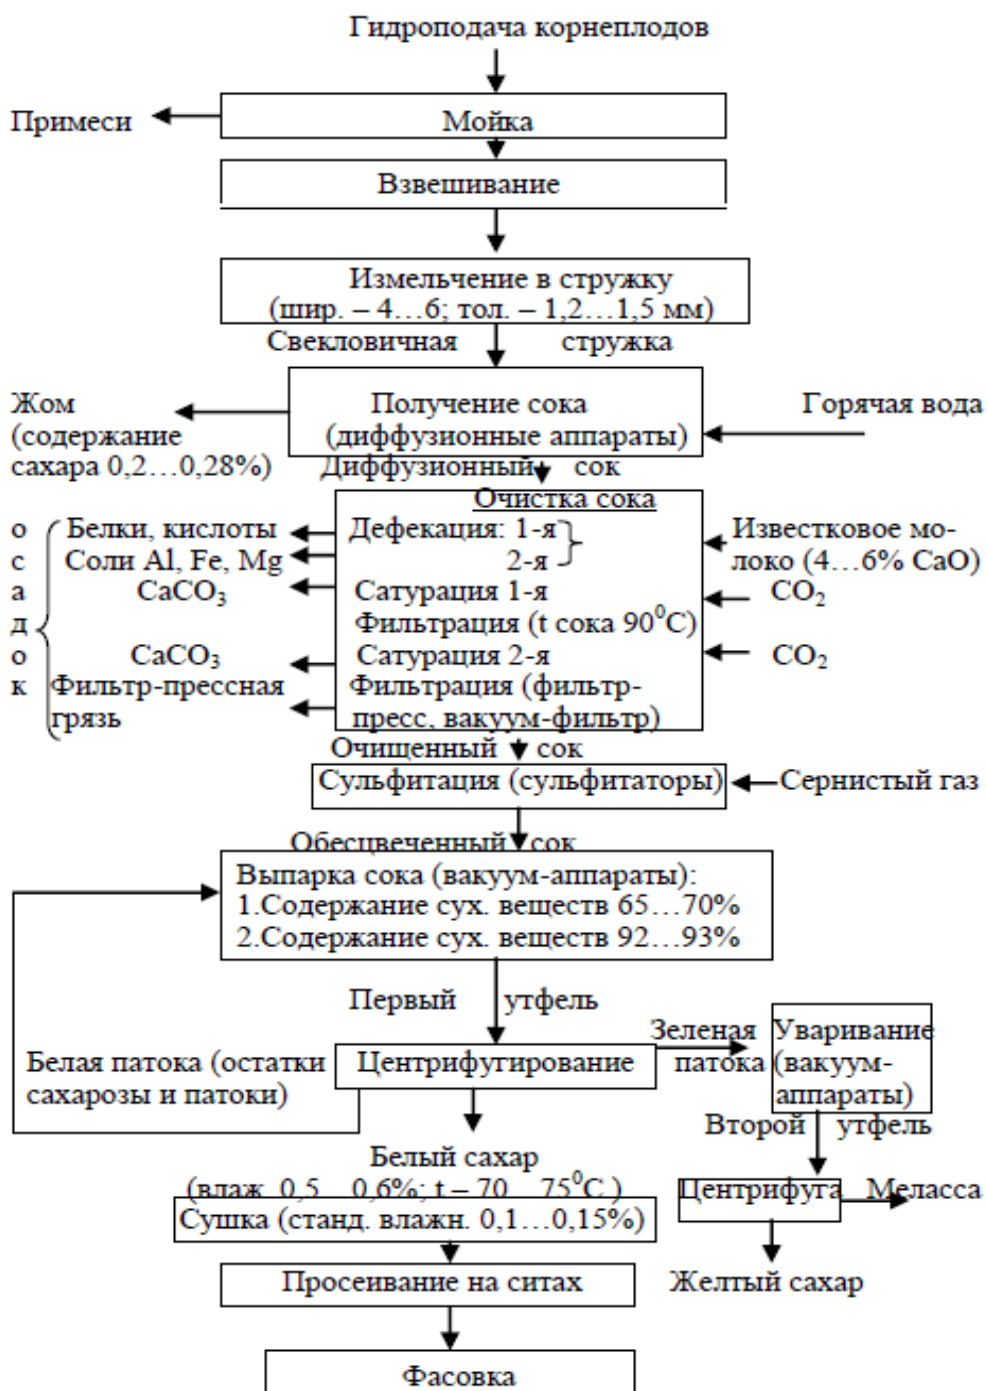 Гидроподача корнеплодов
Примеси
Мойка
Взвешивание
Измельчение в стружку
(шир. – 4…6; тол. – 1,2…1,5 мм)
Свекловичная стружка
Жом
(содержание
сахара 0,2…0,28%)
Получение сока
(диффузионные аппараты)
Горячая вода
Диффузионный сок
Очистка сока
осадок
Белки, кислоты
Дефекация: 1-я
Известковое мо-
локо (4…6% CaO)
Соли Al, Fe, Mg
2-я
CaCO₃
Сатурация 1-я
CO₂
Фильтрация (t сока 90⁰С)
CaCO₃
Сатурация 2-я
CO₂
Фильтр-прессная
грязь
Фильтрация (фильтр-
пресс, вакуум-фильтр)
Очищенный сок
Сульфитация (сульфитаторы)
Сернистый газ
Обесцвеченный сок
Выпарка сока (вакуум-аппараты):
1.Содержание сух. веществ 65…70%
2.Содержание сух. веществ 92…93%
Первый утфель
Белая патока (остатки
сахарозы и патоки)
Центрифугирование
Зеленая
патока
Уваривание
(вакуум-
аппараты)
Второй утфель
Белый сахар
(влаж 0,5 0,6%; t – 70 75⁰С )
Центрифуга
Меласса
Сушка (станд. влажн. 0,1…0,15%)
Желтый сахар
Просеивание на ситах
Фасовка